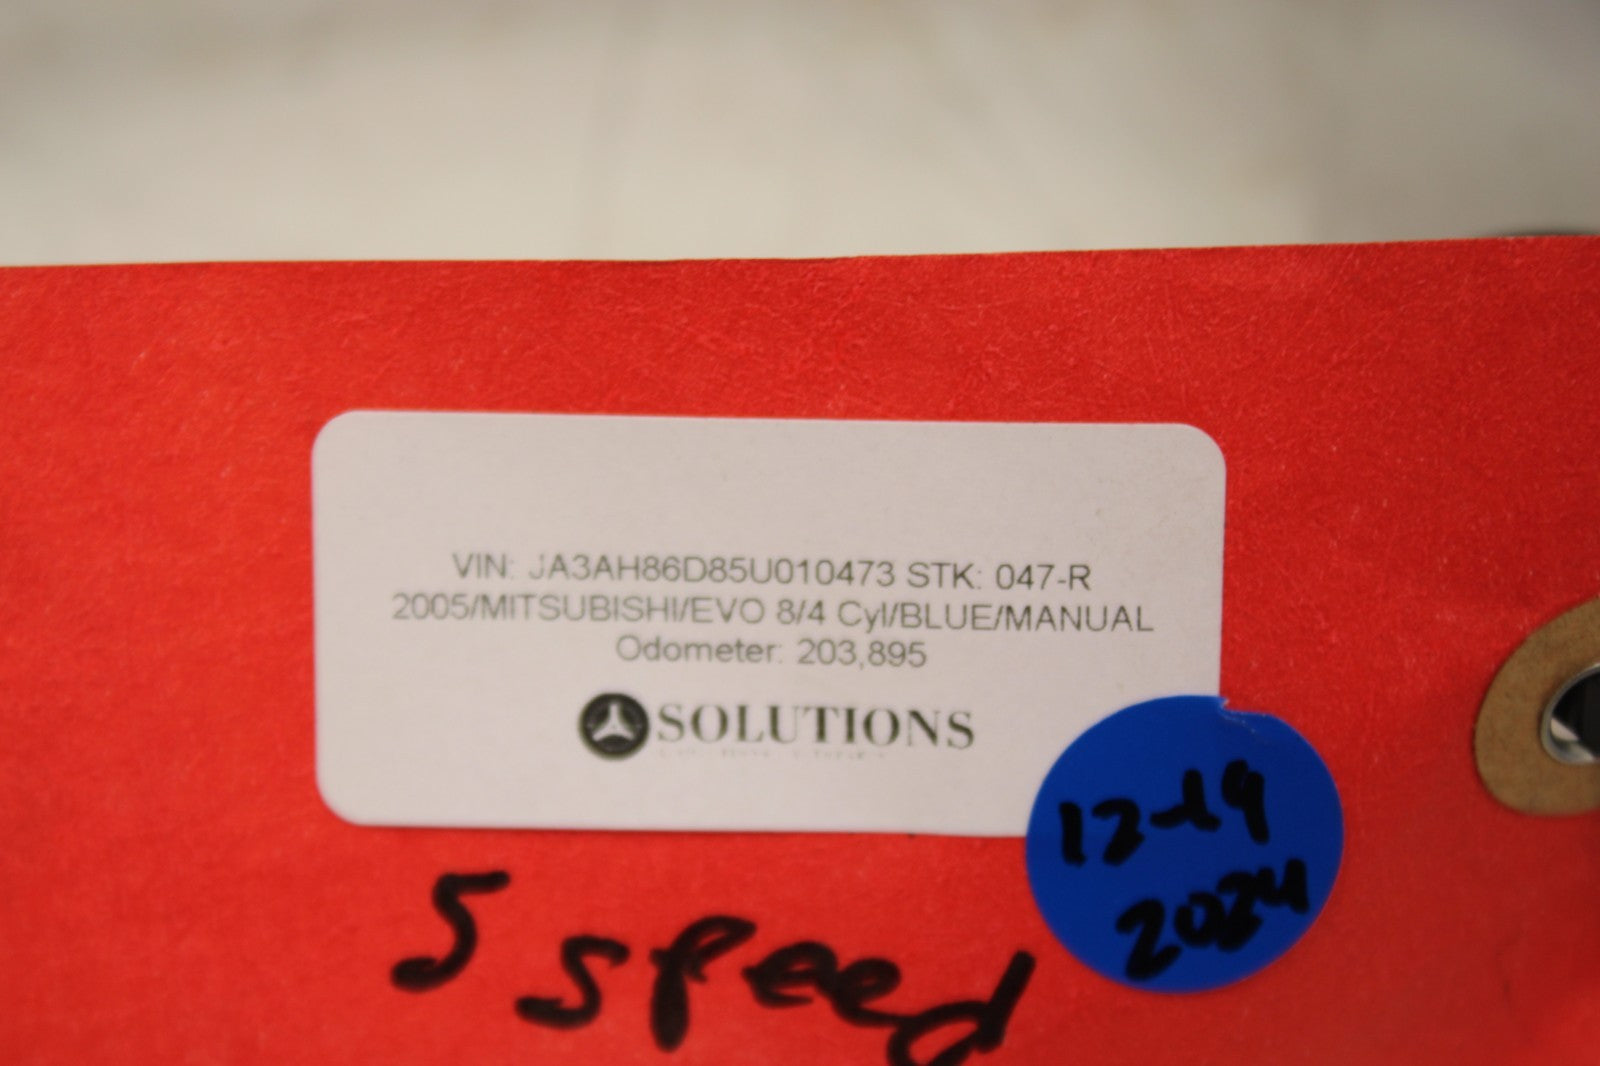 VIN: JA3AH86D85U010473 STK: 047-R
2005/MITSUBISHI/EVO 8/4 Cyl/BLUE/MANUAL
Odometer: 203,895
SOLUTIONS
12-19
2024
5 speed